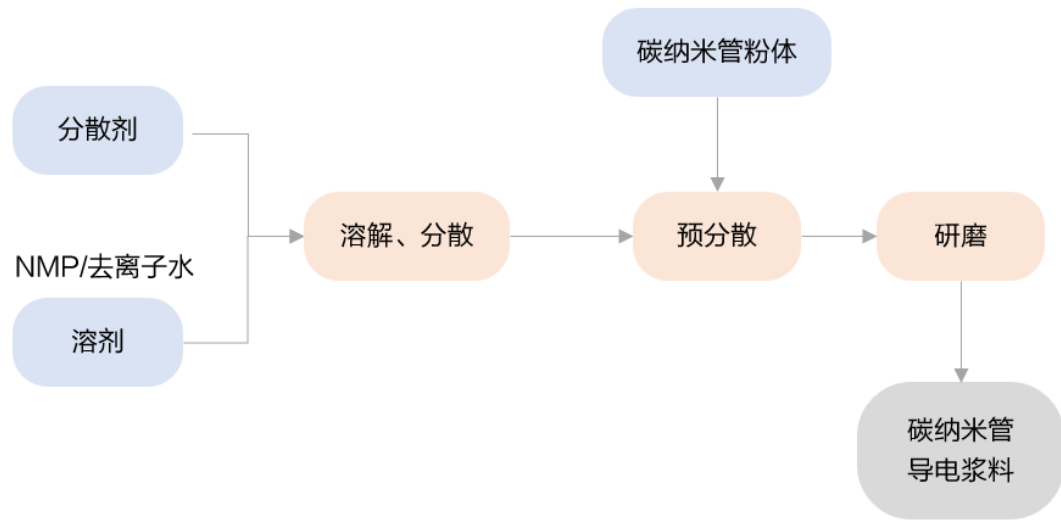 碳纳米管粉体
分散剂
溶解、分散
预分散
研磨
NMP/去离子水
溶剂
碳纳米管
导电浆料